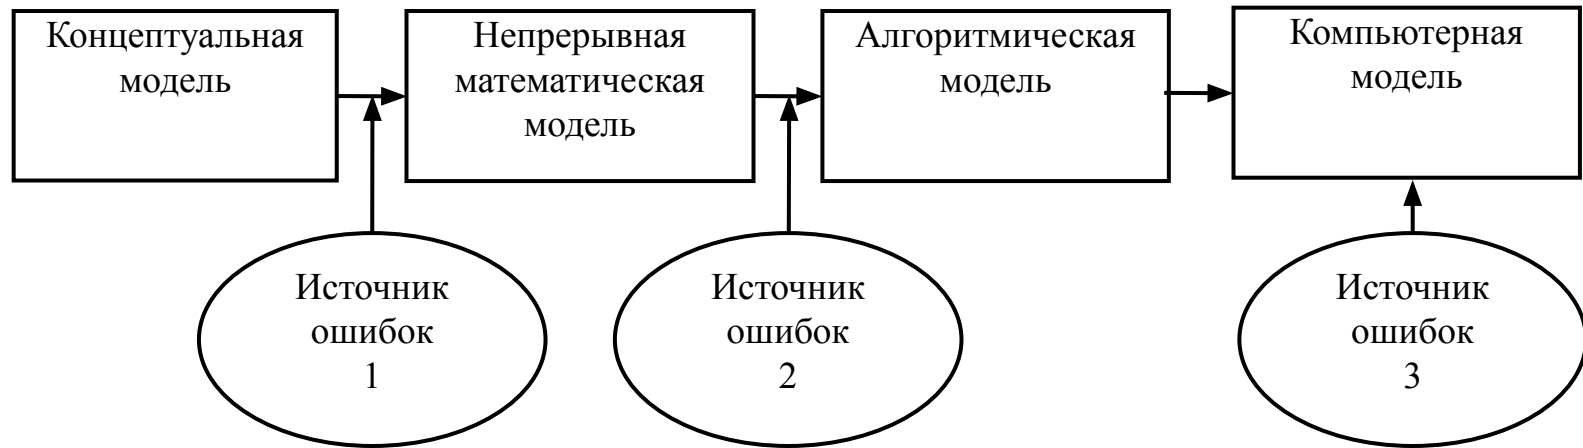 Концептуальная
модель
Непрерывная
математическая
модель
Алгоритмическая
модель
Компьютерная
модель
Источник
ошибок
1
Источник
ошибок
2
Источник
ошибок
3